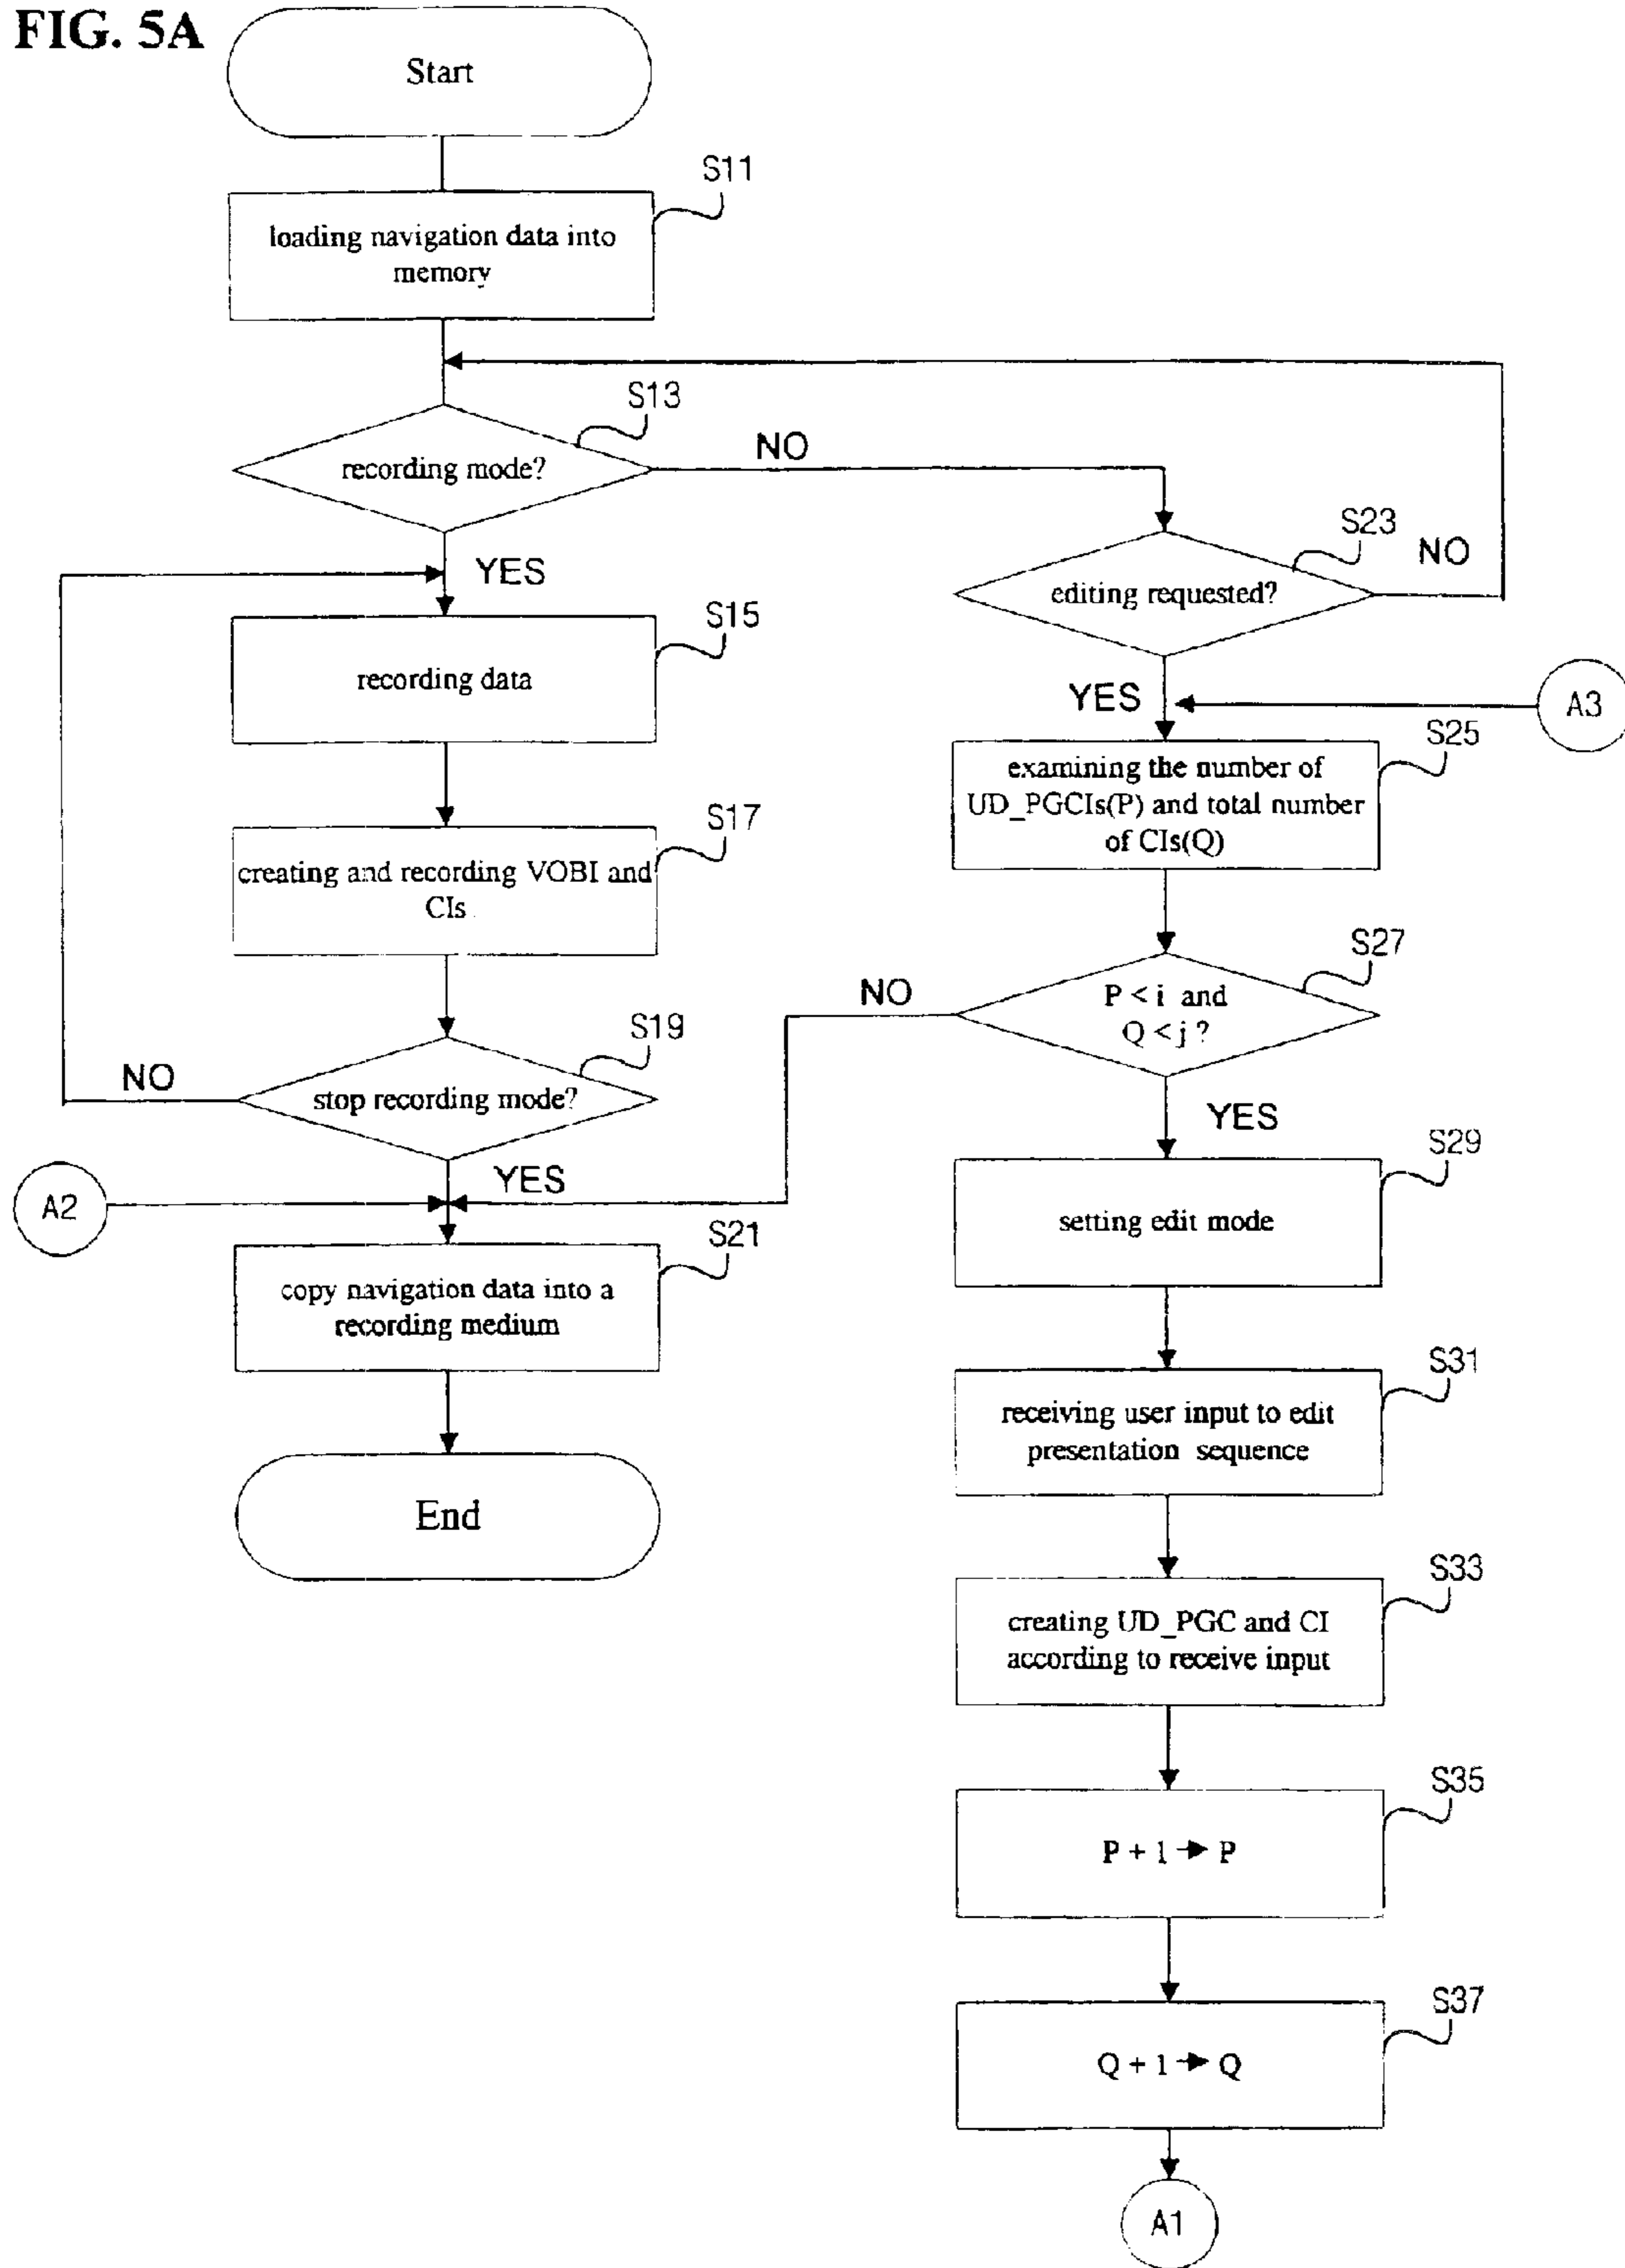 FIG. 5A
Start
S11
loading navigation data into
memory
S13
recording mode?
NO
YES
S15
recording data
S17
creating and recording VOBI and
CIs
S19
stop recording mode?
NO
YES
A2
S21
copy navigation data into a
recording medium
End
S23
editing requested?
NO
YES
A3
S25
examining the number of
UD_PGCIs(P) and total number
of CIs(Q)
S27
P < i and
Q < j ?
NO
YES
S29
setting edit mode
S31
receiving user input to edit
presentation sequence
S33
creating UD_PGC and CI
according to receive input
S35
P + 1 → P
S37
Q + 1 → Q
A1